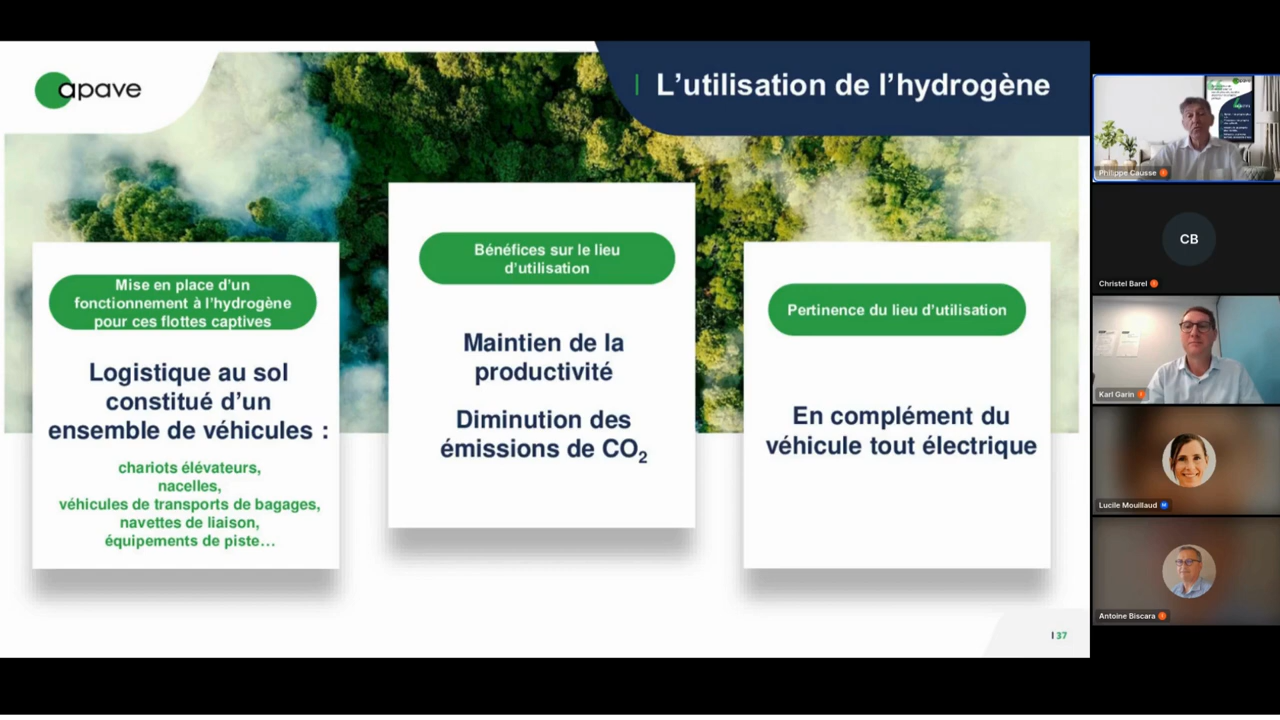 apave
L’utilisation de l’hydrogène
Mise en place d’un
fonctionnement à l’hydrogène
pour ces flottes captives
Logistique au sol
constitué d’un
ensemble de véhicules :
chariots élévateurs,
nacelles,
véhicules de transports de bagages,
navettes de liaison,
équipements de piste…
Bénéfices sur le lieu
d’utilisation
Maintien de la
productivité
Diminution des
émissions de CO₂
Pertinence du lieu d’utilisation
En complément du
véhicule tout électrique
37
Philippe Causse
CB
Christel Barel
Karl Garin
Lucile Mouillaud
Antoine Biscara